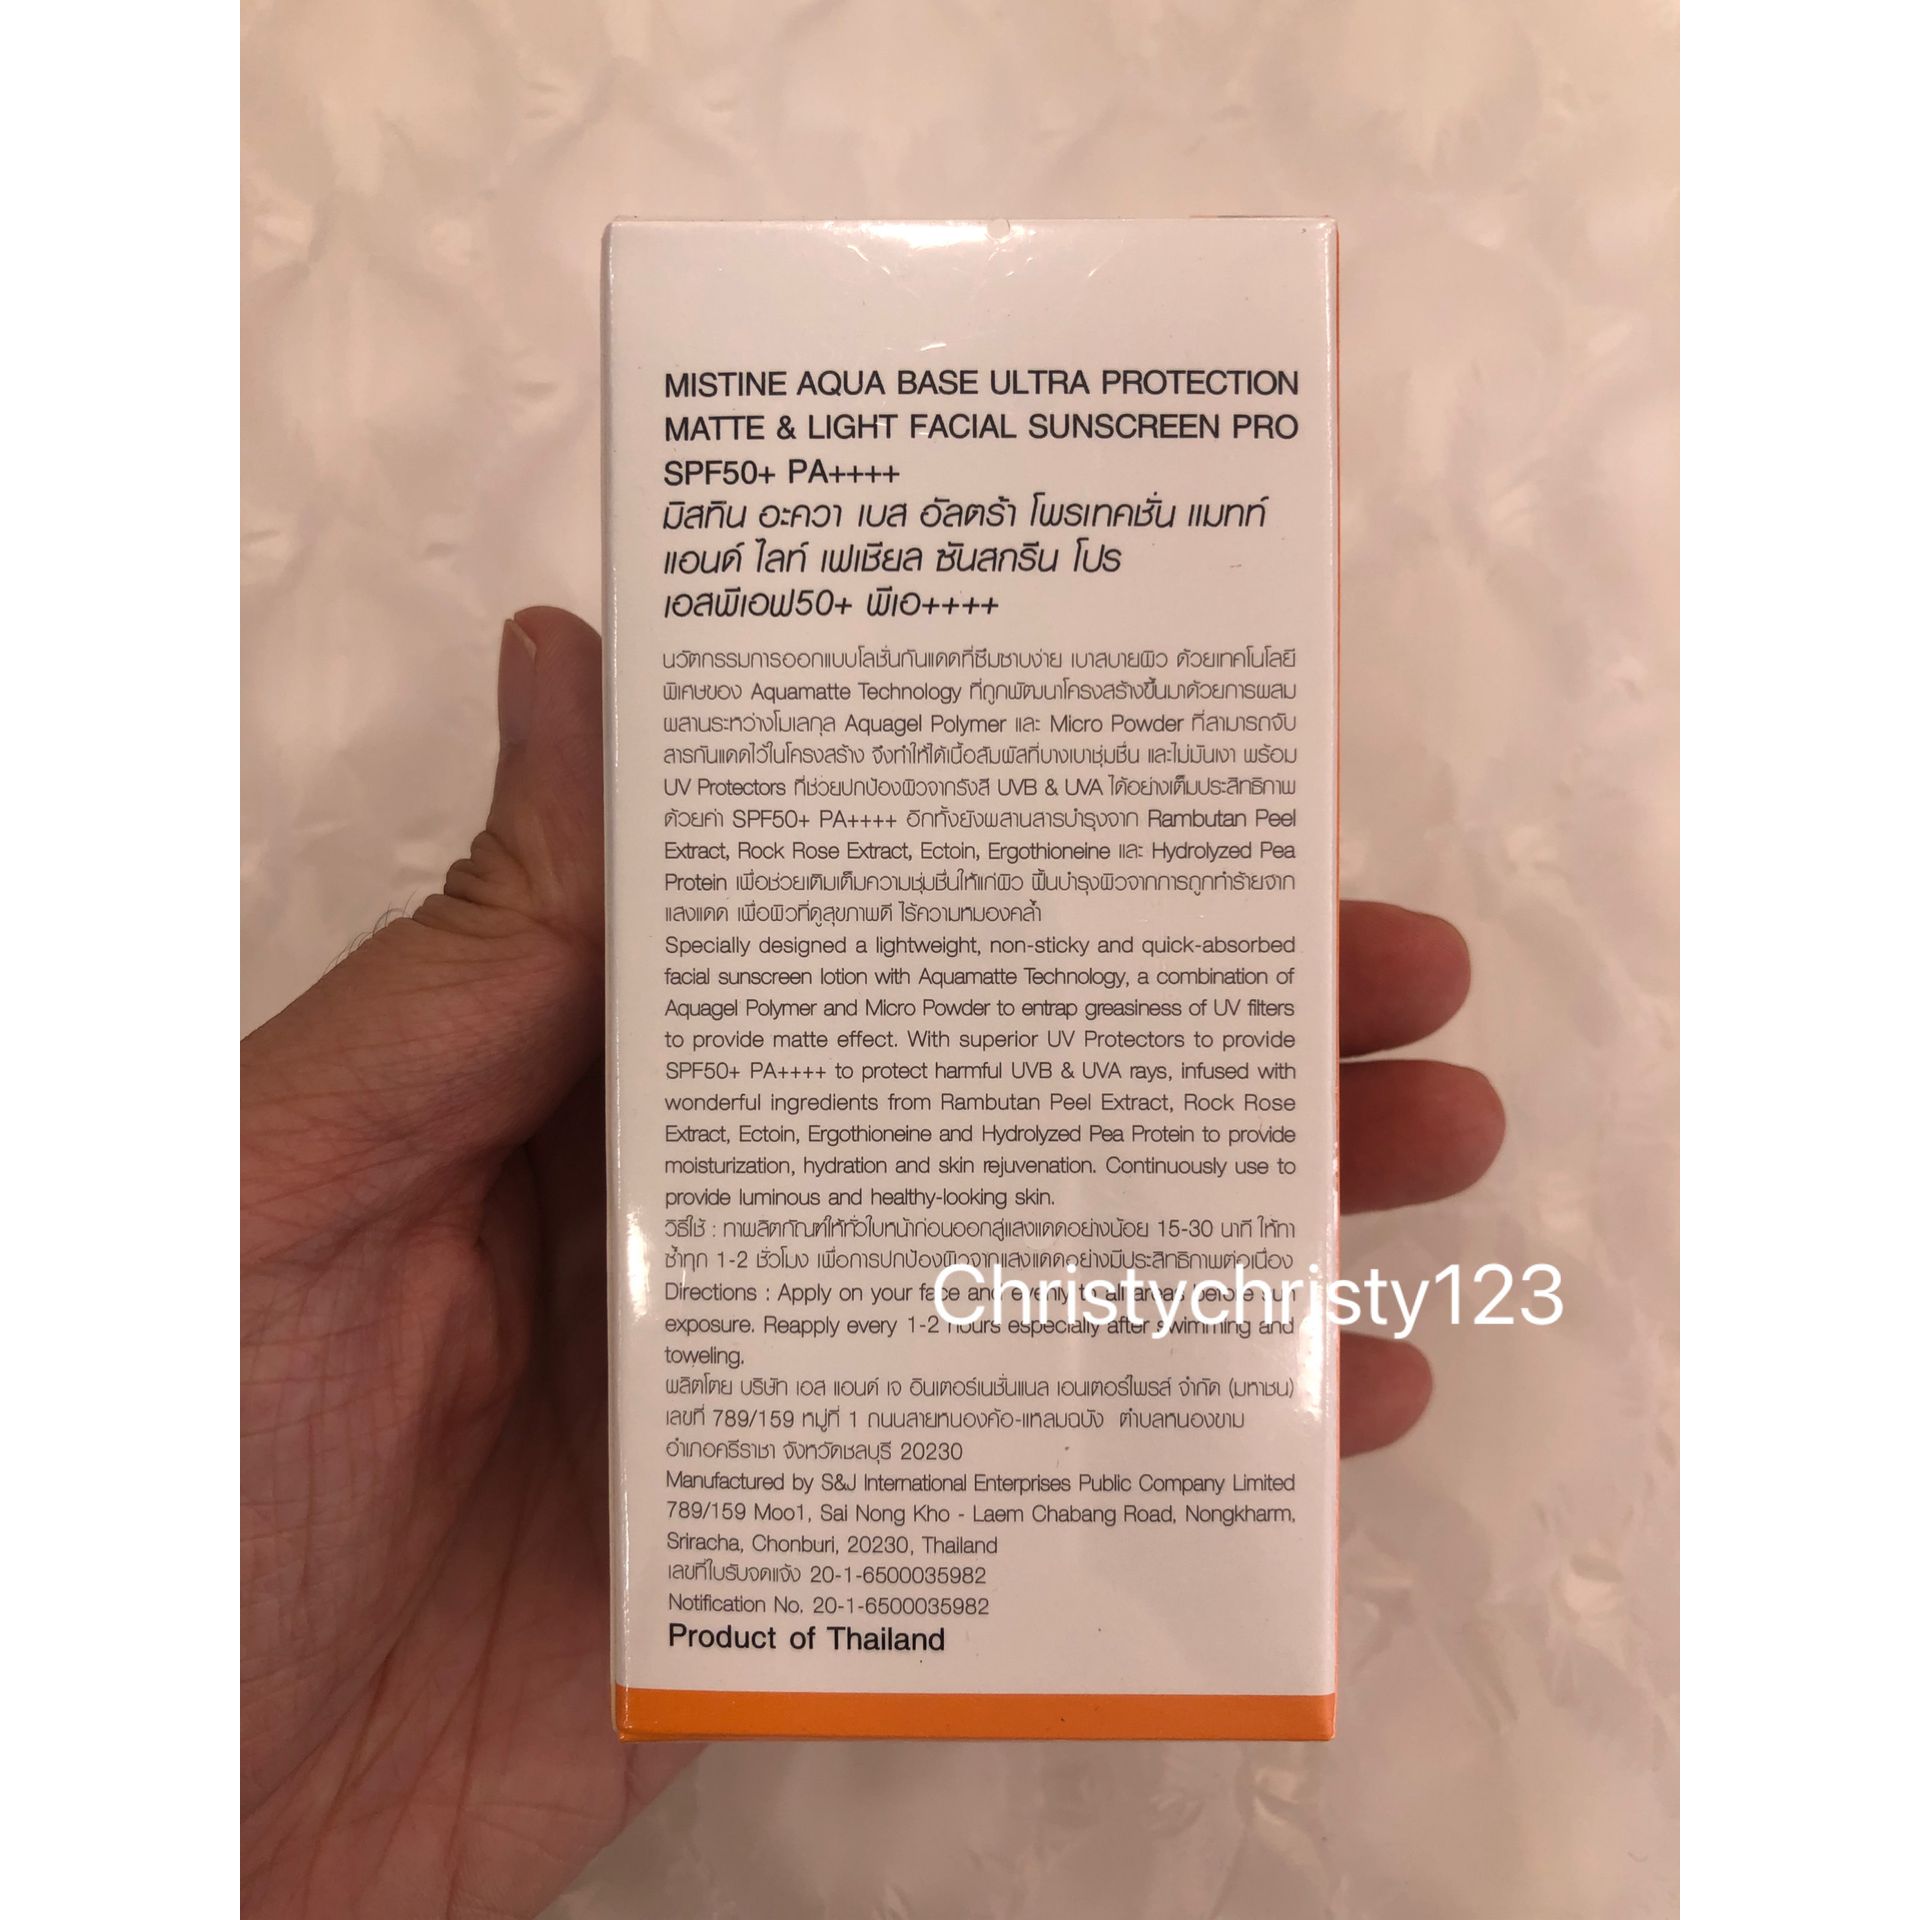 MISTINE AQUA BASE ULTRA PROTECTION
MATTE & LIGHT FACIAL SUNSCREEN PRO
SPF50+ PA++++
มิสทิน อะควา เบส อัลตร้า โพรเทคชั่น แมทท์
แอนด์ ไลท์ เฟเชียล ซันสกรีน โปร
เอสพีเอฟ50+ พีเอ++++
นวัตกรรมการออกแบบโลชั่นกันแดดที่ซึมซาบง่าย เบาสบายผิว ด้วยเทคโนโลยี
พิเศษของ Aquamatte Technology ที่ถูกพัฒนาโครงสร้างขึ้นมาด้วยการผสม
ผสานระหว่างโมเลกุล Aquagel Polymer และ Micro Powder ที่สามารถจับ
สารกันแดดไว้ในโครงสร้าง จึงทำให้ได้เนื้อสัมผัสที่บางเบาชุ่มชื่น และไม่มันเงา พร้อม
UV Protectors ที่ช่วยปกป้องผิวจากรังสี UVB & UVA ได้อย่างเต็มประสิทธิภาพ
ด้วยค่า SPF50+ PA++++ อีกทั้งยังผสานสารบำรุงจาก Rambutan Peel
Extract, Rock Rose Extract, Ectoin, Ergothioneine และ Hydrolyzed Pea
Protein เพื่อช่วยเติมเต็มความชุ่มชื่นให้แก่ผิว ฟื้นบำรุงผิวจากการถูกทำร้ายจาก
แสงแดด เพื่อผิวที่ดูสุขภาพดี ไร้ความหมองคล้ำ
Specially designed a lightweight, non-sticky and quick-absorbed
facial sunscreen lotion with Aquamatte Technology, a combination of
Aquagel Polymer and Micro Powder to entrap greasiness of UV filters
to provide matte effect. With superior UV Protectors to provide
SPF50+ PA++++ to protect harmful UVB & UVA rays, infused with
wonderful ingredients from Rambutan Peel Extract, Rock Rose
Extract, Ectoin, Ergothioneine and Hydrolyzed Pea Protein to provide
moisturization, hydration and skin rejuvenation. Continuously use to
provide luminous and healthy-looking skin.
วิธีใช้ : ทาผลิตภัณฑ์ให้ทั่วใบหน้าก่อนออกสู่แสงแดดอย่างน้อย 15-30 นาที ให้ทา
ซ้ำทุก 1-2 ชั่วโมง เพื่อการปกป้องผิวจากแสงแดดอย่างมีประสิทธิภาพต่อเนื่อง
Christychristy123
Directions : Apply on your face and evenly to all areas before sun
exposure. Reapply every 1-2 hours especially after swimming and
toweling.
ผลิตโดย บริษัท เอส แอนด์ เจ อินเตอร์เนชั่นแนล เอนเตอร์ไพรส์ จำกัด (มหาชน)
เลขที่ 789/159 หมู่ที่ 1 ถนนสายหนองค้อ-แหลมฉบัง ตำบลหนองขาม
อำเภอศรีราชา จังหวัดชลบุรี 20230
Manufactured by S&J International Enterprises Public Company Limited
789/159 Moo1, Sai Nong Kho - Laem Chabang Road, Nongkharm,
Sriracha, Chonburi, 20230, Thailand
เลขที่ใบรับจดแจ้ง 20-1-6500035982
Notification No. 20-1-6500035982
Product of Thailand